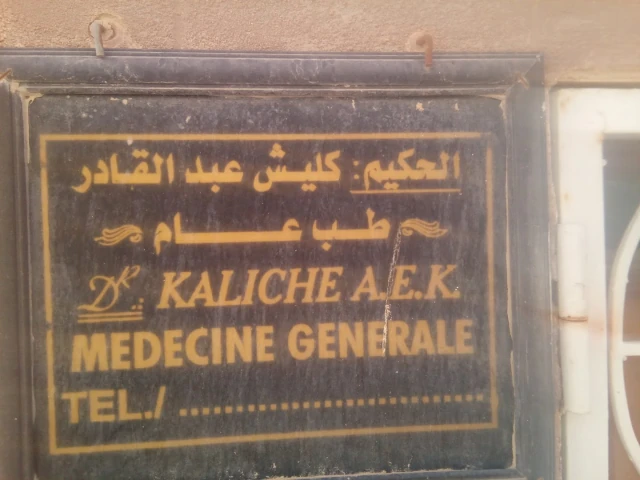 الحكيم: كليش عبد القادر
طب عام
Dr. KALICHE A.E.K
MEDECINE GENERALE
TEL./ ....................................